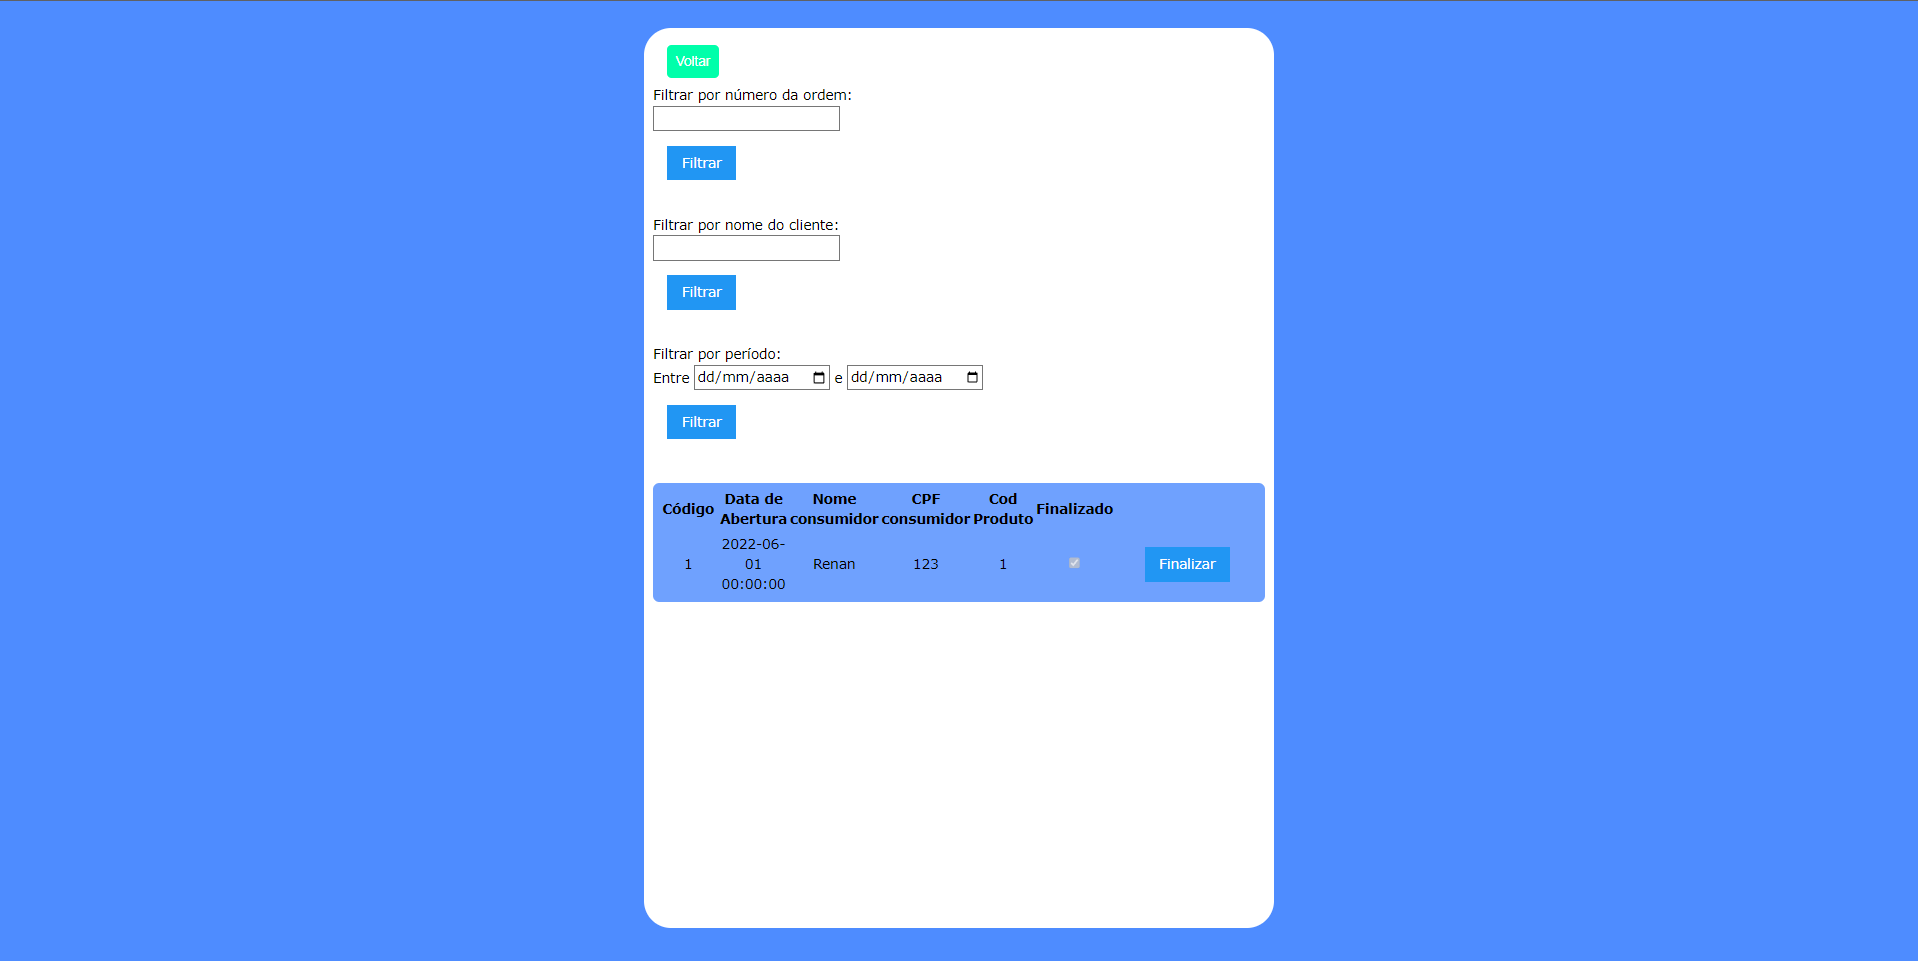 Voltar
Filtrar por número da ordem:
Filtrar
Filtrar por nome do cliente:
Filtrar
Filtrar por período:
Entre dd/mm/aaaa e dd/mm/aaaa
Filtrar
Código Data de Abertura Nome consumidor CPF consumidor Cod Produto Finalizado
1 2022-06-01 00:00:00 Renan 123 1 Finalizar